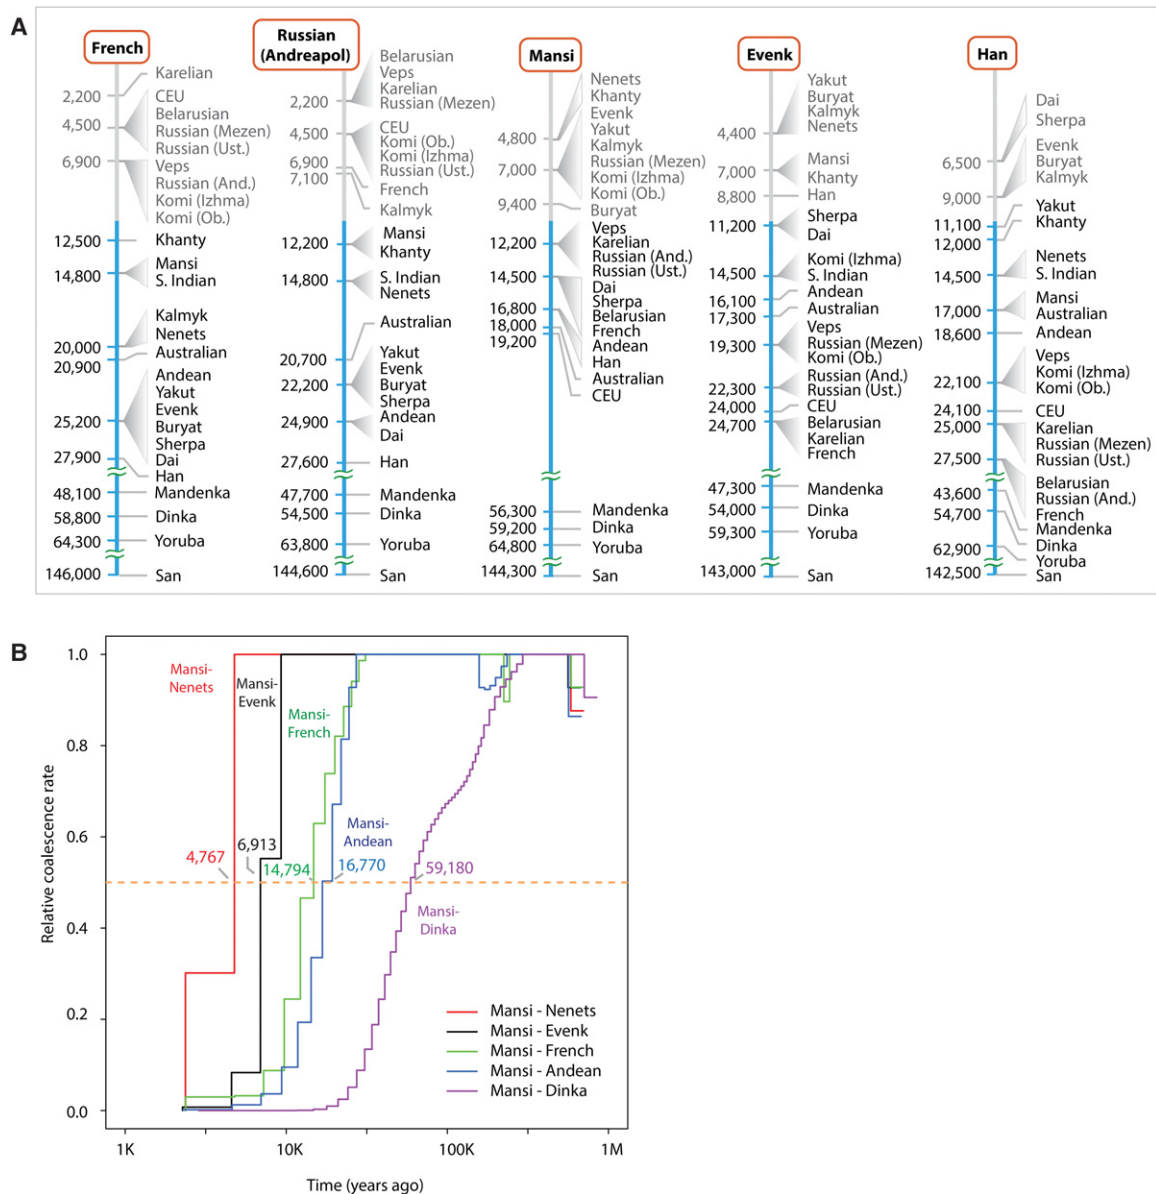 A
French
2,200
4,500
6,900
12,500
14,800
20,000
20,900
25,200
27,900
48,100
58,800
64,300
146,000
Karelian
CEU
Belarusian
Russian (Mezen)
Russian (Ust.)
Veps
Russian (And.)
Komi (Izhma)
Komi (Ob.)
Khanty
Mansi
S. Indian
Kalmyk
Nenets
Australian
Andean
Yakut
Evenk
Buryat
Sherpa
Dai
Han
Mandenka
Dinka
Yoruba
San
Russian
(Andreapol)
2,200
4,500
6,900
7,100
12,200
14,800
20,700
22,200
24,900
27,600
47,700
54,500
63,800
144,600
Belarusian
Veps
Karelian
Russian (Mezen)
CEU
Komi (Ob.)
Komi (Izhma)
Russian (Ust.)
French
Kalmyk
Mansi
Khanty
S. Indian
Nenets
Australian
Yakut
Evenk
Buryat
Sherpa
Andean
Dai
Han
Mandenka
Dinka
Yoruba
San
Mansi
4,800
7,000
9,400
12,200
14,500
16,800
18,000
19,200
56,300
59,200
64,800
144,300
Nenets
Khanty
Evenk
Yakut
Kalmyk
Russian (Mezen)
Komi (Izhma)
Komi (Ob.)
Buryat
Veps
Karelian
Russian (And.)
Russian (Ust.)
Dai
Sherpa
Belarusian
French
Andean
Han
Australian
CEU
Mandenka
Dinka
Yoruba
San
Evenk
4,400
7,000
8,800
11,200
14,500
16,100
17,300
19,300
22,300
24,000
24,700
47,300
54,000
59,300
143,000
Yakut
Buryat
Kalmyk
Nenets
Mansi
Khanty
Han
Sherpa
Dai
Komi (Izhma)
S. Indian
Andean
Australian
Veps
Russian (Mezen)
Komi (Ob.)
Russian (And.)
Russian (Ust.)
CEU
Belarusian
Karelian
French
Mandenka
Dinka
Yoruba
San
Han
6,500
9,000
11,100
12,000
14,500
17,000
18,600
22,100
24,100
25,000
27,500
43,600
54,700
62,900
142,500
Dai
Sherpa
Evenk
Buryat
Kalmyk
Yakut
Khanty
Nenets
S. Indian
Mansi
Australian
Andean
Veps
Komi (Izhma)
Komi (Ob.)
CEU
Karelian
Russian (Mezen)
Russian (Ust.)
Belarusian
Russian (And.)
French
Mandenka
Dinka
Yoruba
San
B
Relative coalescence rate
1.0
0.8
0.6
0.4
0.2
0.0
Mansi-
Nenets
Mansi-
Evenk
Mansi-
French
Mansi-
Andean
Mansi-
Dinka
4,767
6,913
14,794
16,770
59,180
Mansi - Nenets
Mansi - Evenk
Mansi - French
Mansi - Andean
Mansi - Dinka
1K
10K
100K
1M
Time (years ago)